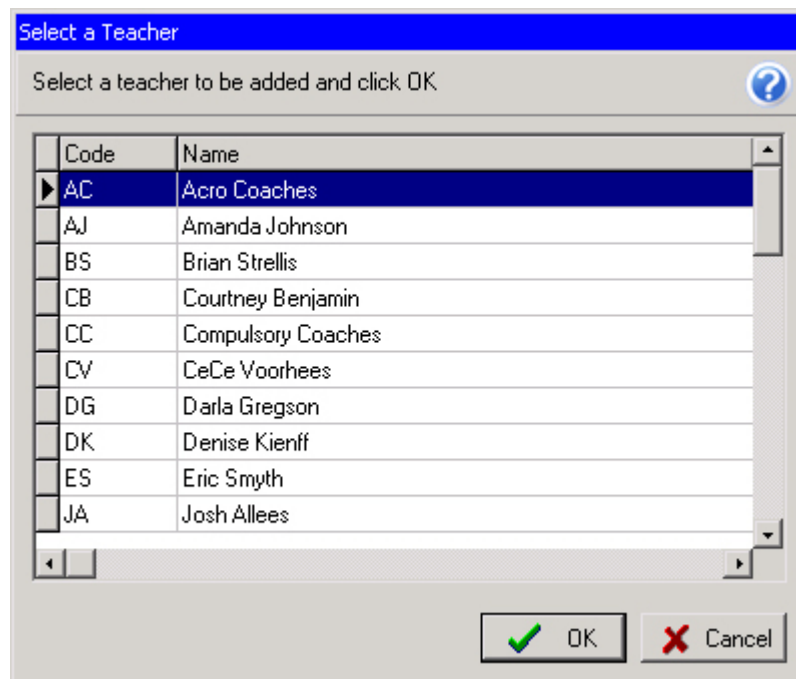 Select a Teacher
Select a teacher to be added and click OK
?
Code Name
AC Acro Coaches
AJ Amanda Johnson
BS Brian Strellis
CB Courtney Benjamin
CC Compulsory Coaches
CV CeCe Voorhees
DG Darla Gregson
DK Denise Kienff
ES Eric Smyth
JA Josh Allees
OK Cancel